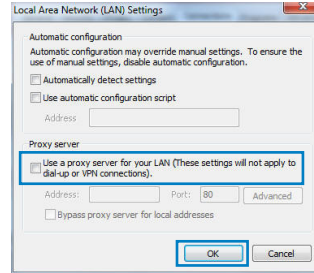 Local Area Network (LAN) Settings
Automatic configuration
Automatic configuration may override manual settings. To ensure the
use of manual settings, disable automatic configuration.
Automatically detect settings
Use automatic configuration script
Address
Proxy server
Use a proxy server for your LAN (These settings will not apply to
dial-up or VPN connections).
Address: Port: 80 Advanced
Bypass proxy server for local addresses
OK Cancel